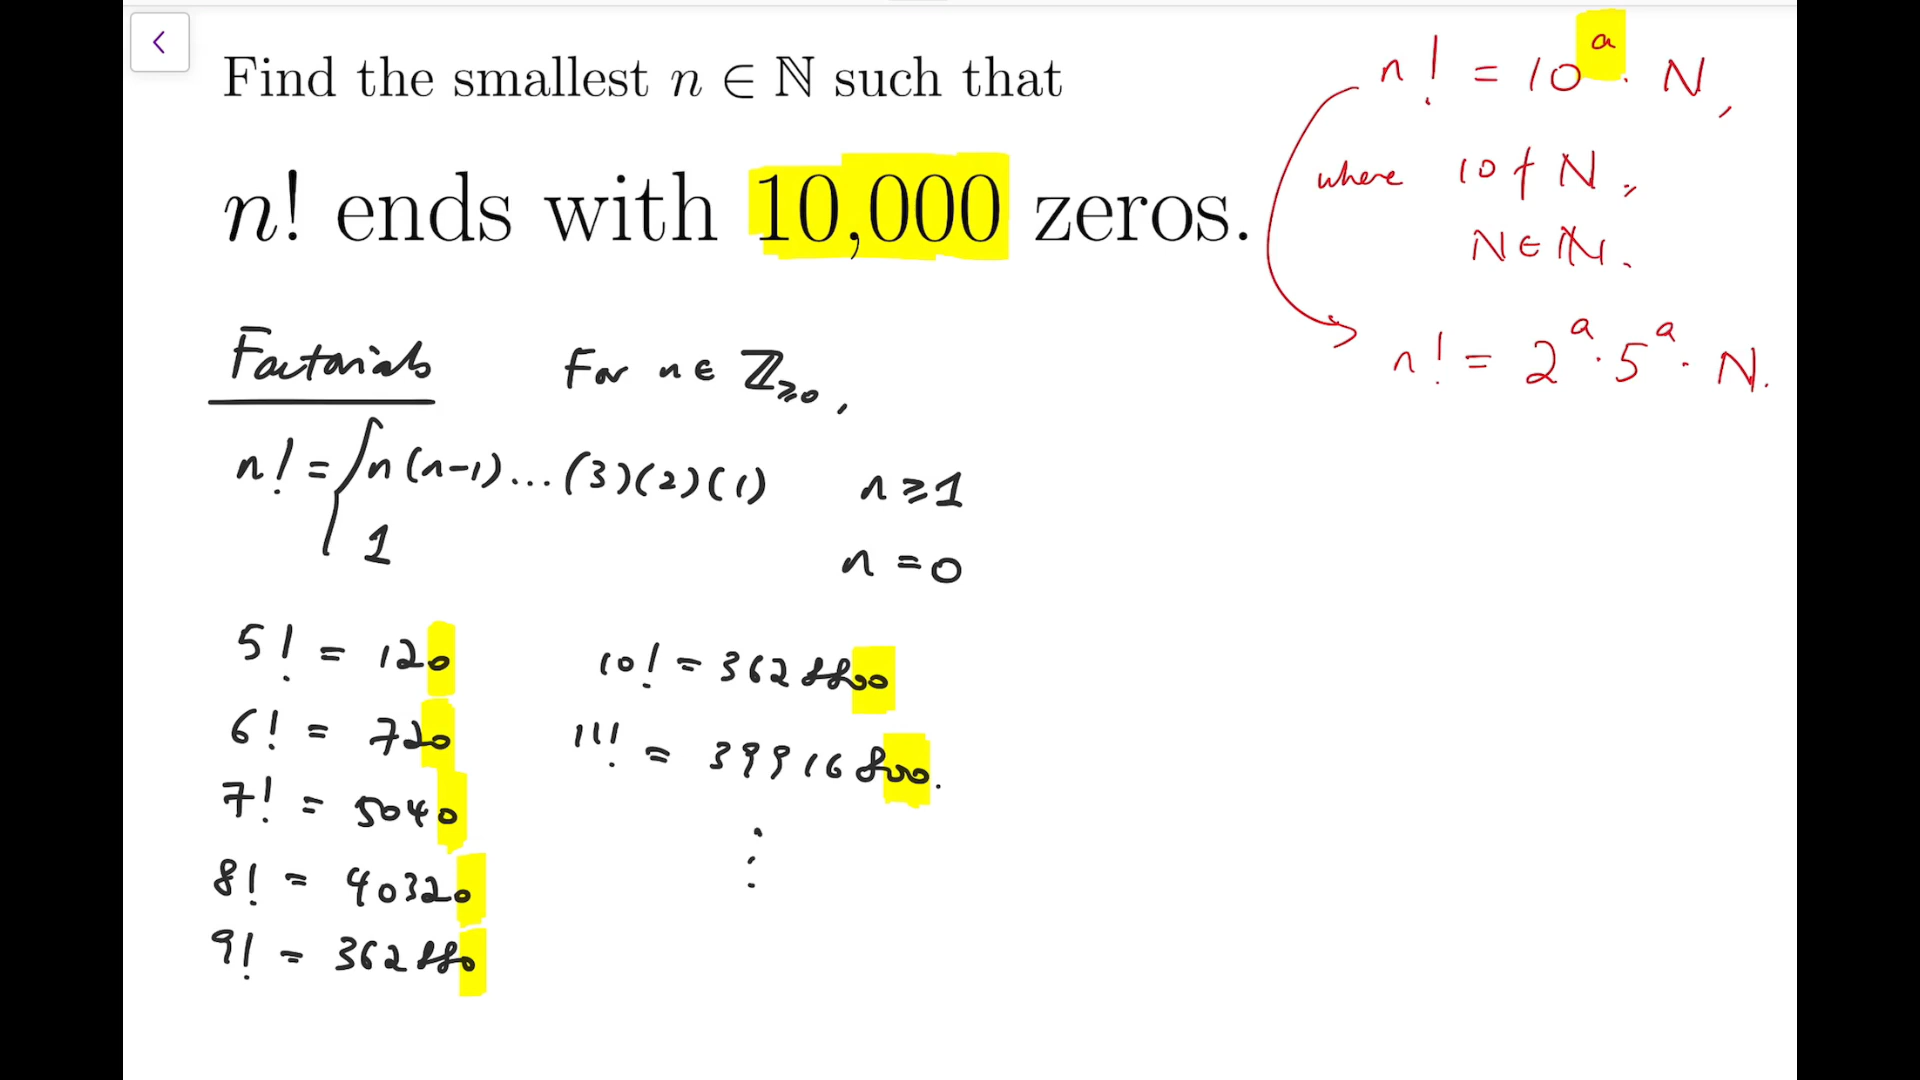 Find the smallest n ∈ ℕ such that
n! ends with 10,000 zeros.
n! = 10^a · N,
where 10 ∤ N,
N ∈ ℕ.
n! = 2^a · 5^a · N.
Factorials For n ∈ ℤ≥0,
n! = { n(n-1)...(3)(2)(1) n ≥ 1
1 n = 0
5! = 120
6! = 720
7! = 5040
8! = 40320
9! = 362880
10! = 3628800
11! = 39916800.
⋮